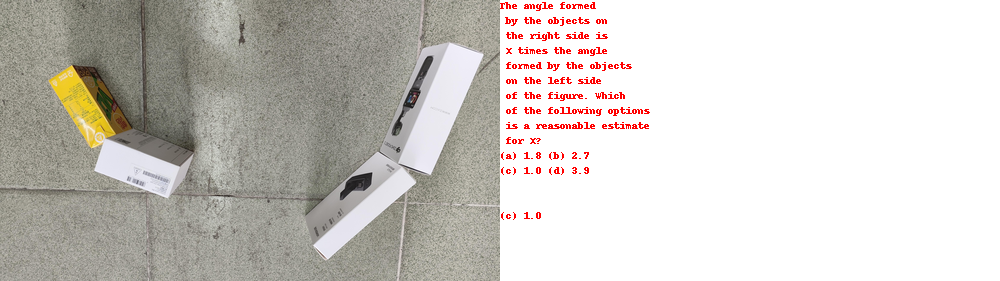 The angle formed
by the objects on
the right side is
X times the angle
formed by the objects
on the left side
of the figure. Which
of the following options
is a reasonable estimate
for X?
(a) 1.8 (b) 2.7
(c) 1.0 (d) 3.9
(c) 1.0